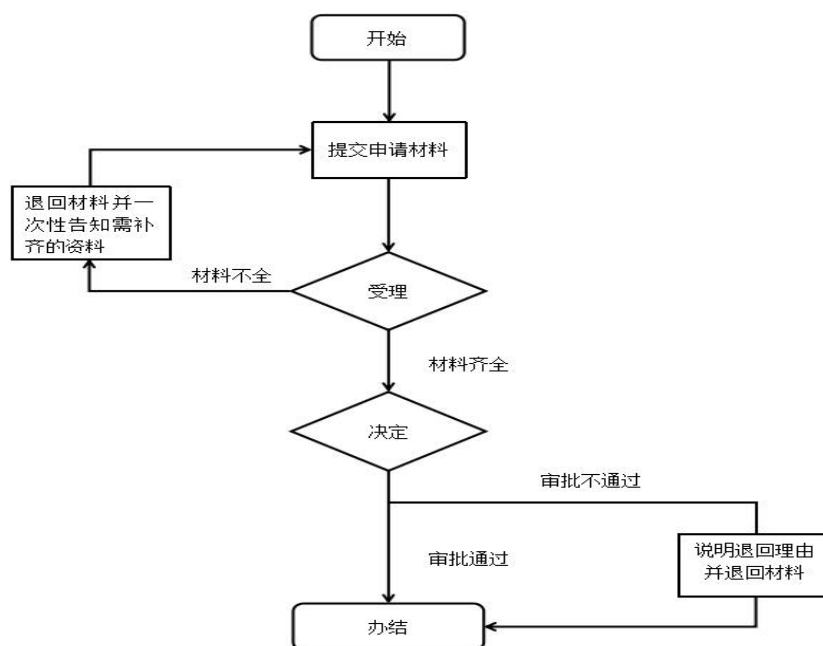 开始
提交申请材料
退回材料并一
次性告知需补
齐的资料
材料不全
受理
材料齐全
决定
审批不通过
审批通过
说明退回理由
并退回材料
办结